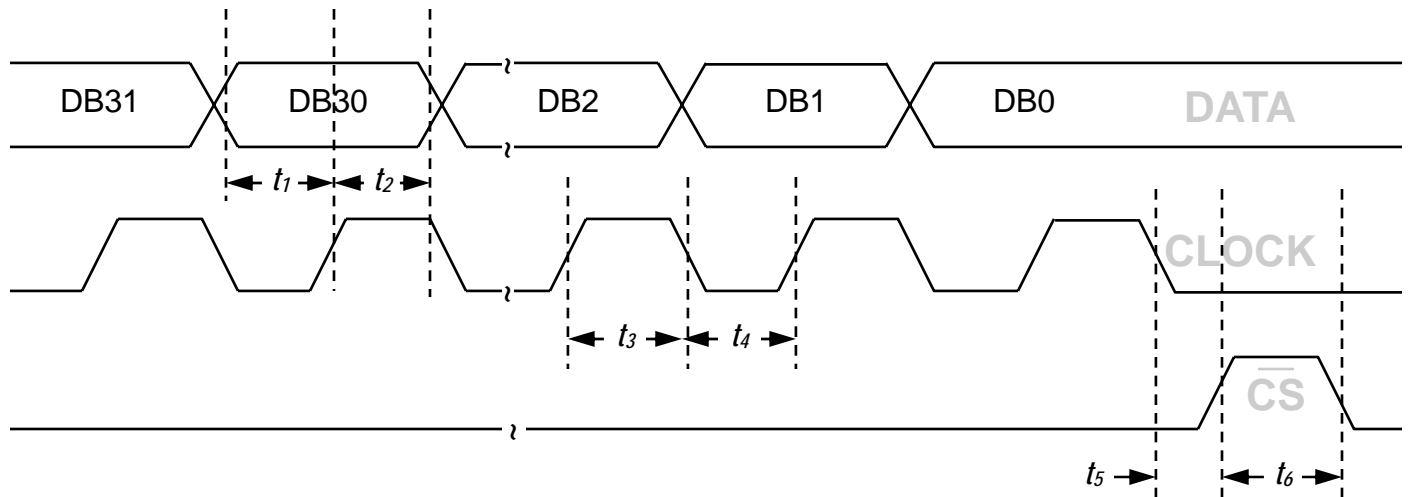 DB31 DB30 DB2 DB1 DB0 DATA
t1 t2
CLOCK
t3 t4
CS
t5 t6